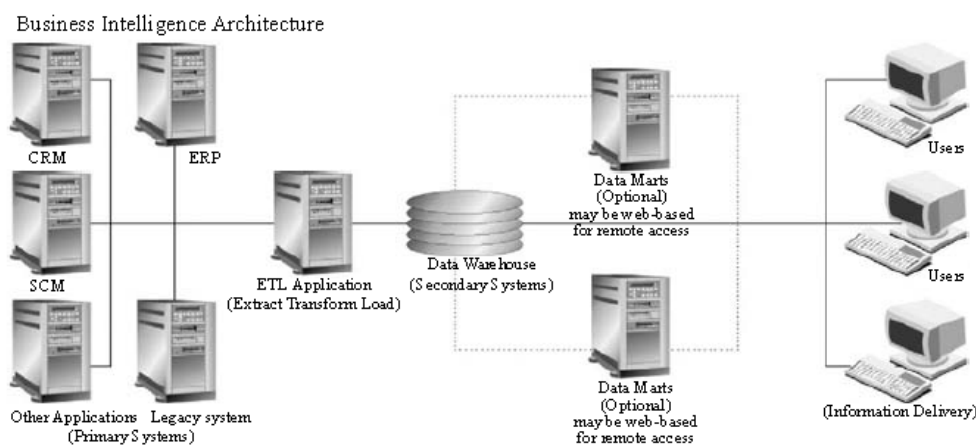 Business Intelligence Architecture
CRM
ERP
SCM
Other Applications
Legacy system
(Primary Systems)
ETL Application
(Extract Transform Load)
Data Warehouse
(Secondary Systems)
Data Marts
(Optional)
may be web-based
for remote access
Data Marts
(Optional)
may be web-based
for remote access
Users
Users
(Information Delivery)